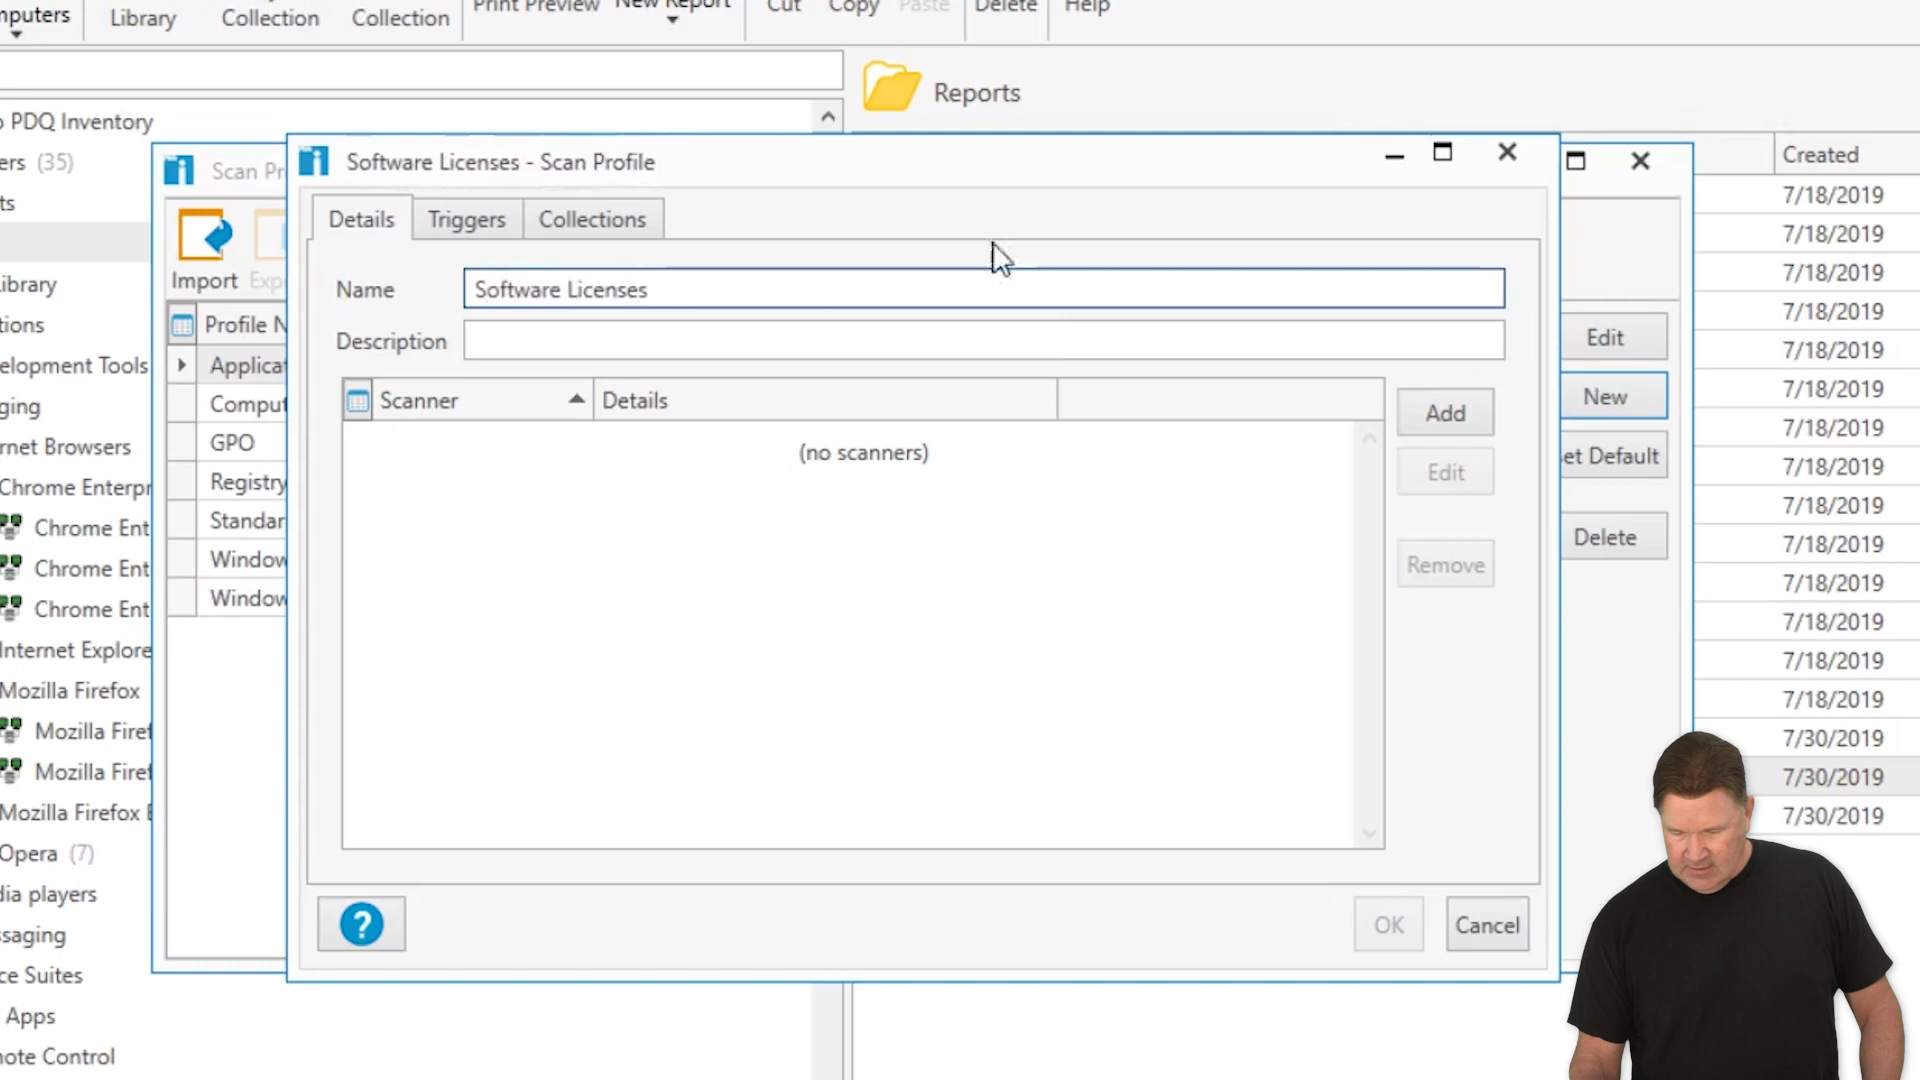 mputers
Library
Collection
Collection
Print Preview
New Report
Cut
Copy
Paste
Delete
Help
Reports
o PDQ Inventory
ers (35)
ts
ibrary
tions
elopment Tools
ging
rnet Browsers
Chrome Enterpr
Chrome Ent
Chrome Ent
Chrome Ent
Internet Explore
Mozilla Firefox
Mozilla Firef
Mozilla Firef
Mozilla Firefox E
Opera (7)
dia players
ssaging
ce Suites
Apps
mote Control
Scan Pr
Import
Exp
Profile N
Applicat
Comput
GPO
Registry
Standar
Window
Window
Software Licenses - Scan Profile
Details
Triggers
Collections
Name
Software Licenses
Description
Scanner
Details
(no scanners)
Add
Edit
Remove
?
OK
Cancel
Edit
New
et Default
Delete
Created
7/18/2019
7/18/2019
7/18/2019
7/18/2019
7/18/2019
7/18/2019
7/18/2019
7/18/2019
7/18/2019
7/18/2019
7/18/2019
7/18/2019
7/18/2019
7/18/2019
7/30/2019
7/30/2019
7/30/2019